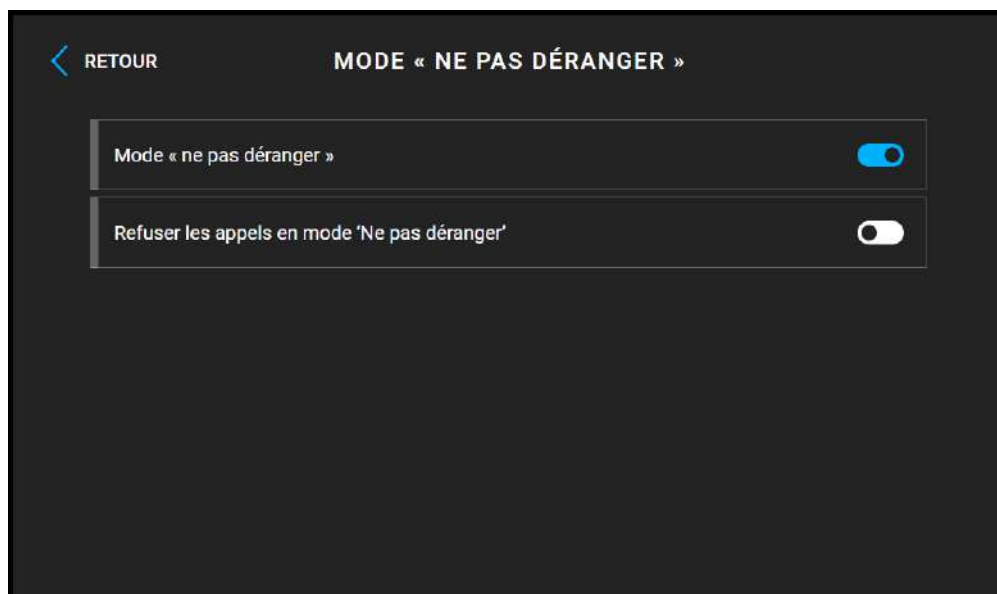 RETOUR
MODE « NE PAS DÉRANGER »
Mode « ne pas déranger »
Refuser les appels en mode ‘Ne pas déranger’